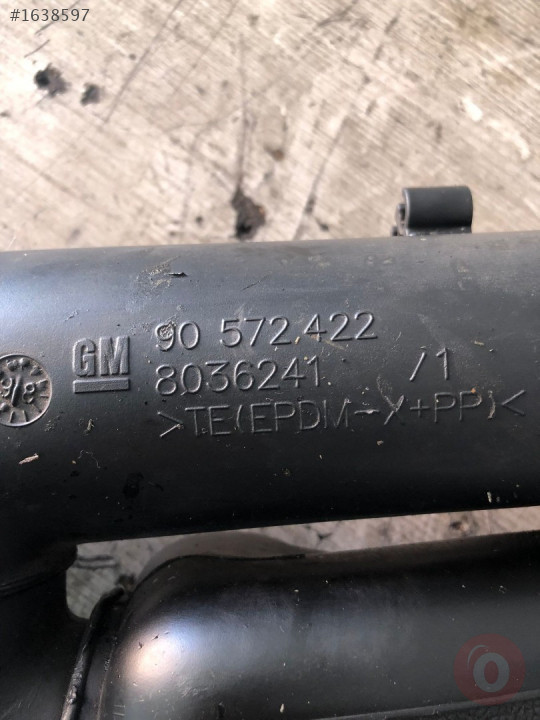 #1638597
GM 90 572 422
8036241 /1
>TE(EPDM-X+PP)<